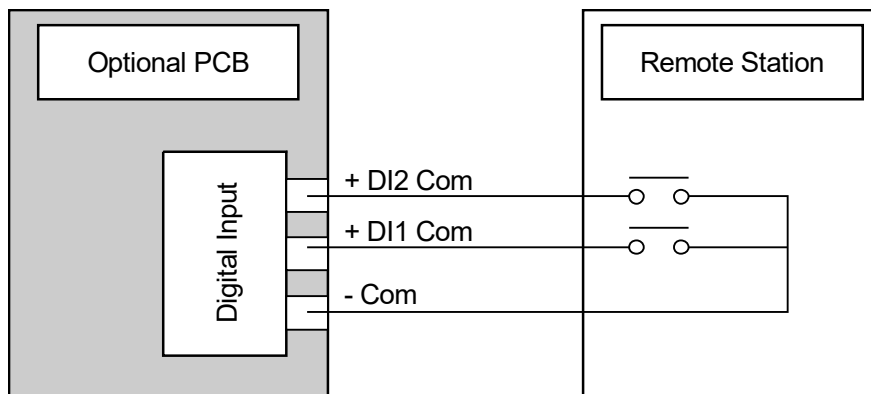 Optional PCB
Remote Station
Digital Input
+ DI2 Com
+ DI1 Com
- Com